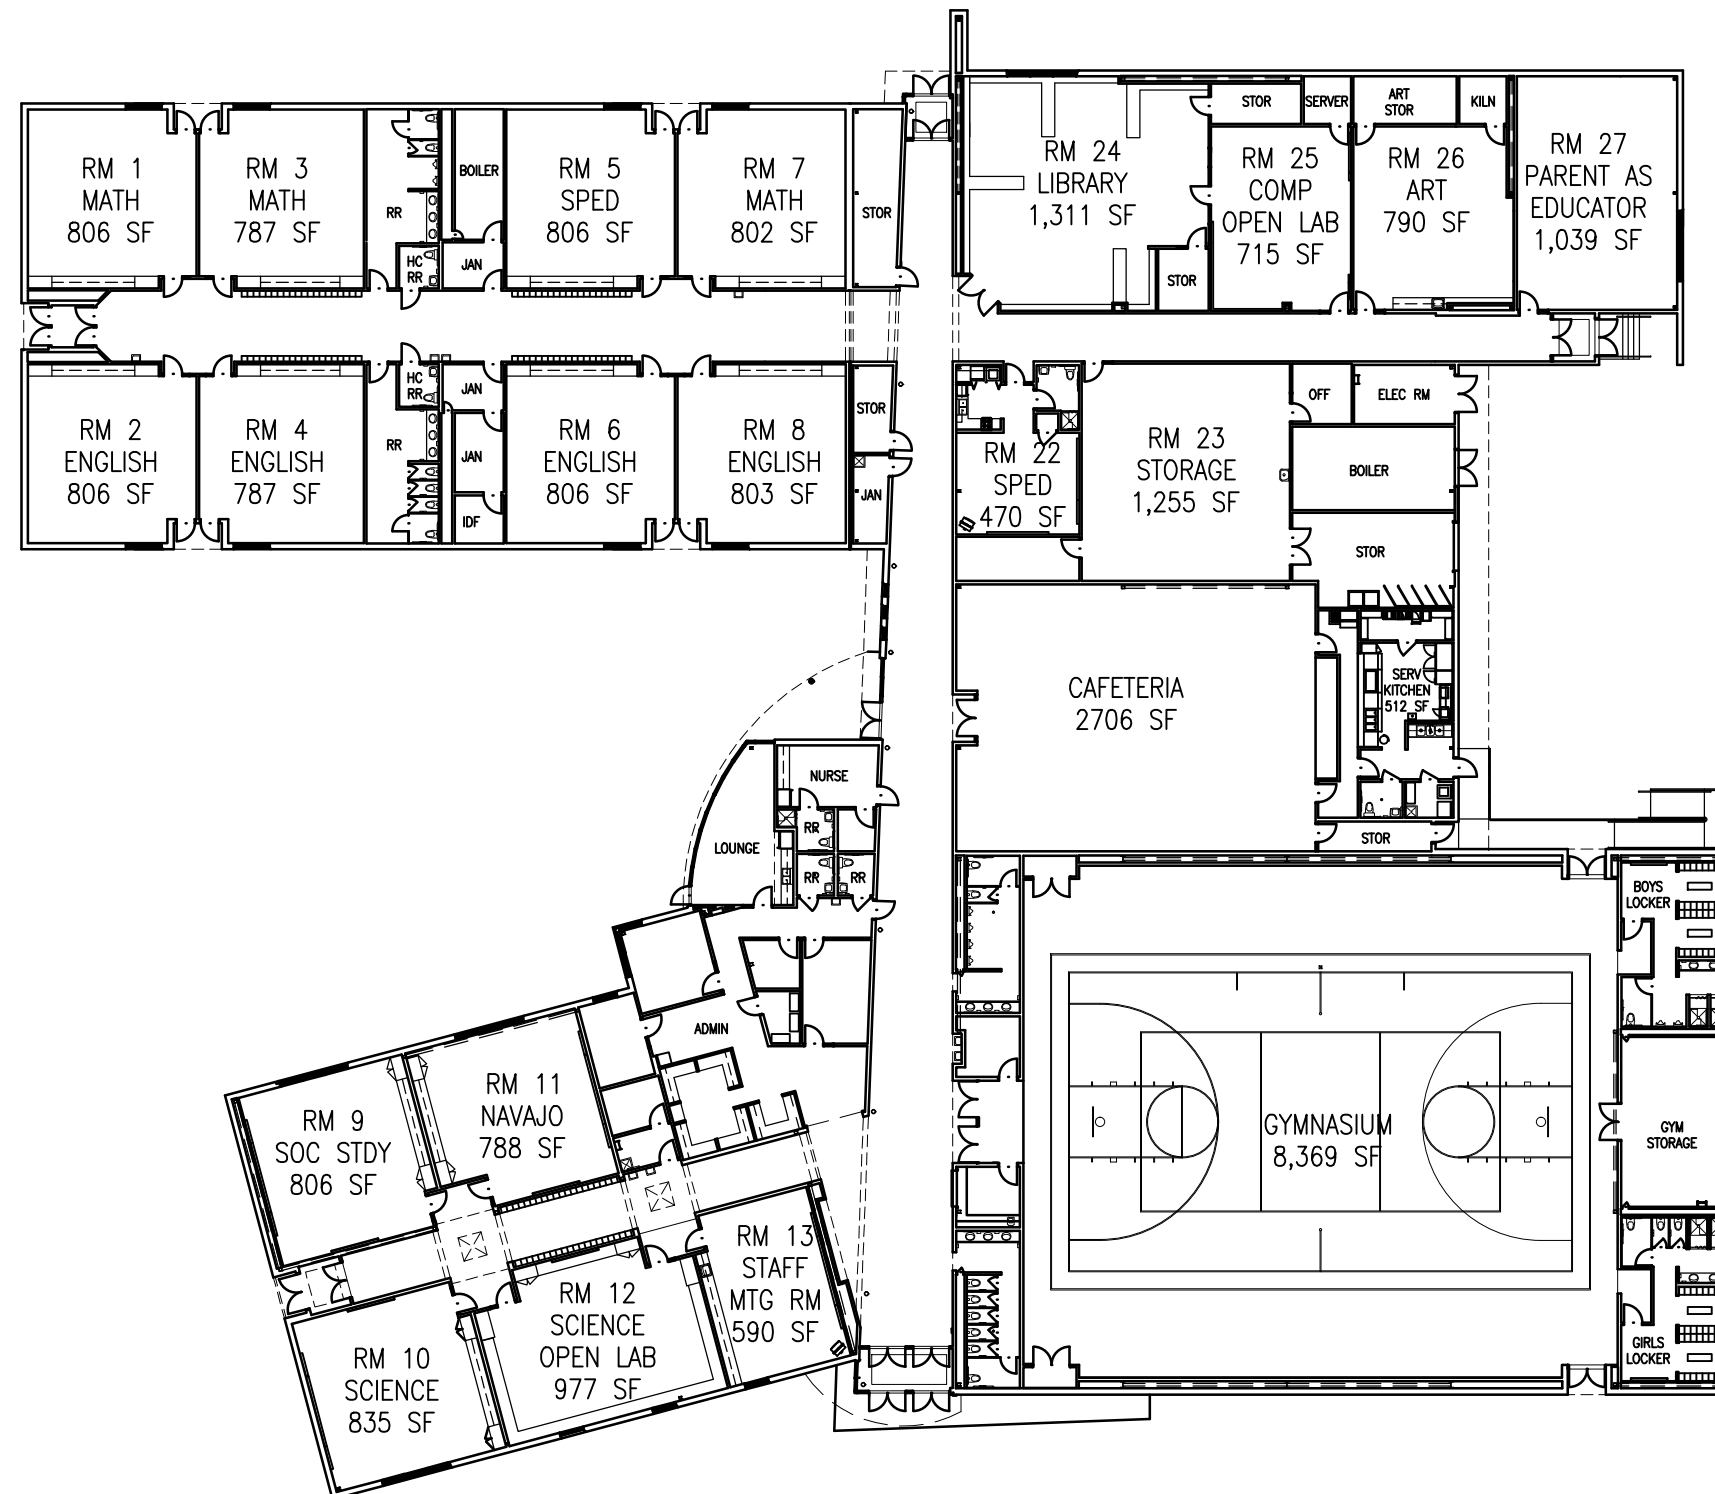 RM 1
MATH
806 SF
RM 3
MATH
787 SF
RR
HC
RR
BOILER
JAN
RM 5
SPED
806 SF
RM 7
MATH
802 SF
STOR
RM 24
LIBRARY
1,311 SF
STOR
STOR
SERVER
RM 25
COMP
OPEN LAB
715 SF
ART
STOR
KILN
RM 26
ART
790 SF
RM 27
PARENT AS
EDUCATOR
1,039 SF
RM 2
ENGLISH
806 SF
RM 4
ENGLISH
787 SF
HC
RR
RR
JAN
JAN
IDF
RM 6
ENGLISH
806 SF
RM 8
ENGLISH
803 SF
STOR
JAN
RM 22
SPED
470 SF
RM 23
STORAGE
1,255 SF
OFF
ELEC RM
BOILER
STOR
CAFETERIA
2706 SF
SERV
KITCHEN
512 SF
STOR
NURSE
RR
LOUNGE
RR
RR
ADMIN
BOYS
LOCKER
GYMNASIUM
8,369 SF
GYM
STORAGE
GIRLS
LOCKER
RM 9
SOC STDY
806 SF
RM 11
NAVAJO
788 SF
RM 10
SCIENCE
835 SF
RM 12
SCIENCE
OPEN LAB
977 SF
RM 13
STAFF
MTG RM
590 SF